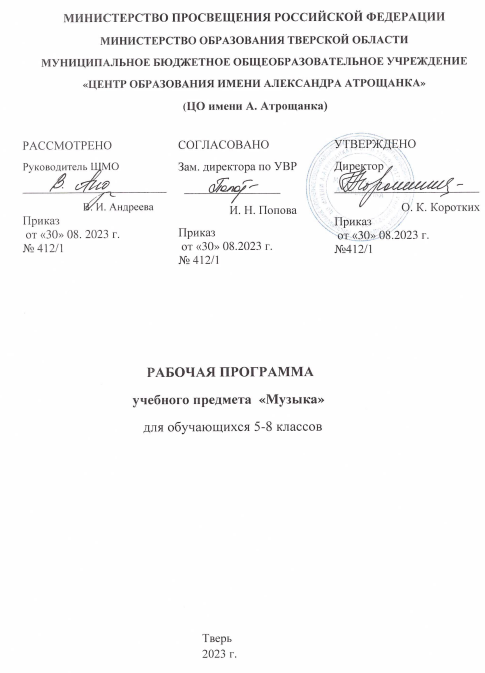 МИНИСТЕРСТВО ПРОСВЕЩЕНИЯ РОССИЙСКОЙ ФЕДЕРАЦИИ
МИНИСТЕРСТВО ОБРАЗОВАНИЯ ТВЕРСКОЙ ОБЛАСТИ
МУНИЦИПАЛЬНОЕ БЮДЖЕТНОЕ ОБЩЕОБРАЗОВАТЕЛЬНОЕ УЧРЕЖДЕНИЕ
«ЦЕНТР ОБРАЗОВАНИЯ ИМЕНИ АЛЕКСАНДРА АТРОЩАНКА»
(ЦО имени А. Атрощанка)
РАССМОТРЕНО
Руководитель ШМО
В. И. Андреева
Приказ
от «30» 08. 2023 г.
№ 412/1
СОГЛАСОВАНО
Зам. директора по УВР
И. Н. Попова
Приказ
от «30» 08.2023 г.
№ 412/1
УТВЕРЖДЕНО
Директор
О. К. Коротких
Приказ
от «30» 08.2023 г.
№412/1
РАБОЧАЯ ПРОГРАММА
учебного предмета «Музыка»
для обучающихся 5-8 классов
Тверь
2023 г.